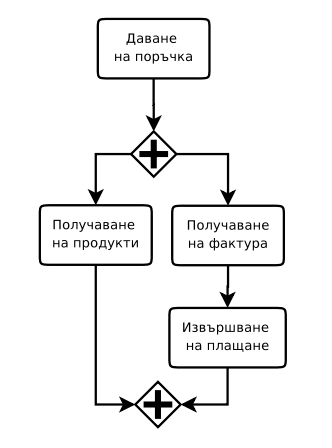 Даване
на поръчка
Получаване
на продукти
Получаване
на фактура
Извършване
на плащане